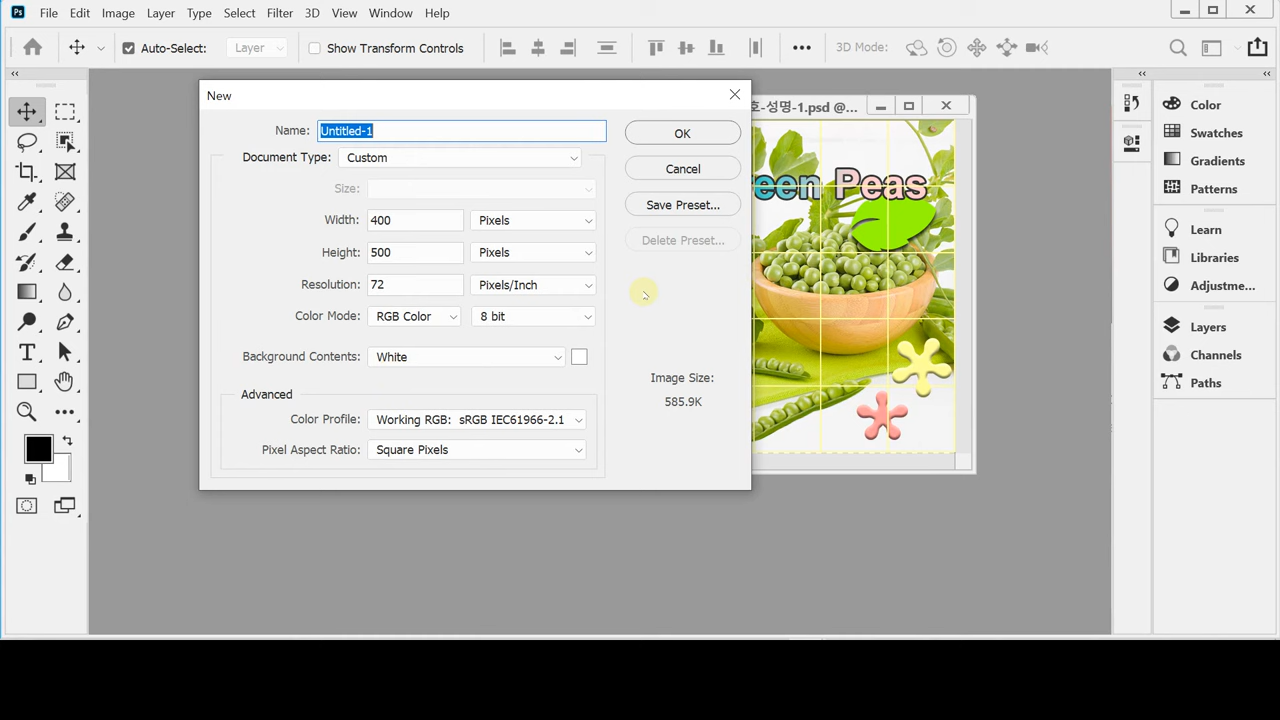 Ps File Edit Image Layer Type Select Filter 3D View Window Help
Auto-Select: Layer Show Transform Controls 3D Mode:
New
호-성명-1.psd @...
Name: Untitled-1
OK
Document Type: Custom
Cancel
Size:
Save Preset...
Width: 400 Pixels
Delete Preset...
Height: 500 Pixels
Resolution: 72 Pixels/Inch
Color Mode: RGB Color 8 bit
Background Contents: White
Image Size:
585.9K
Advanced
Color Profile: Working RGB: sRGB IEC61966-2.1
Pixel Aspect Ratio: Square Pixels
een Peas
Color
Swatches
Gradients
Patterns
Learn
Libraries
Adjustme...
Layers
Channels
Paths